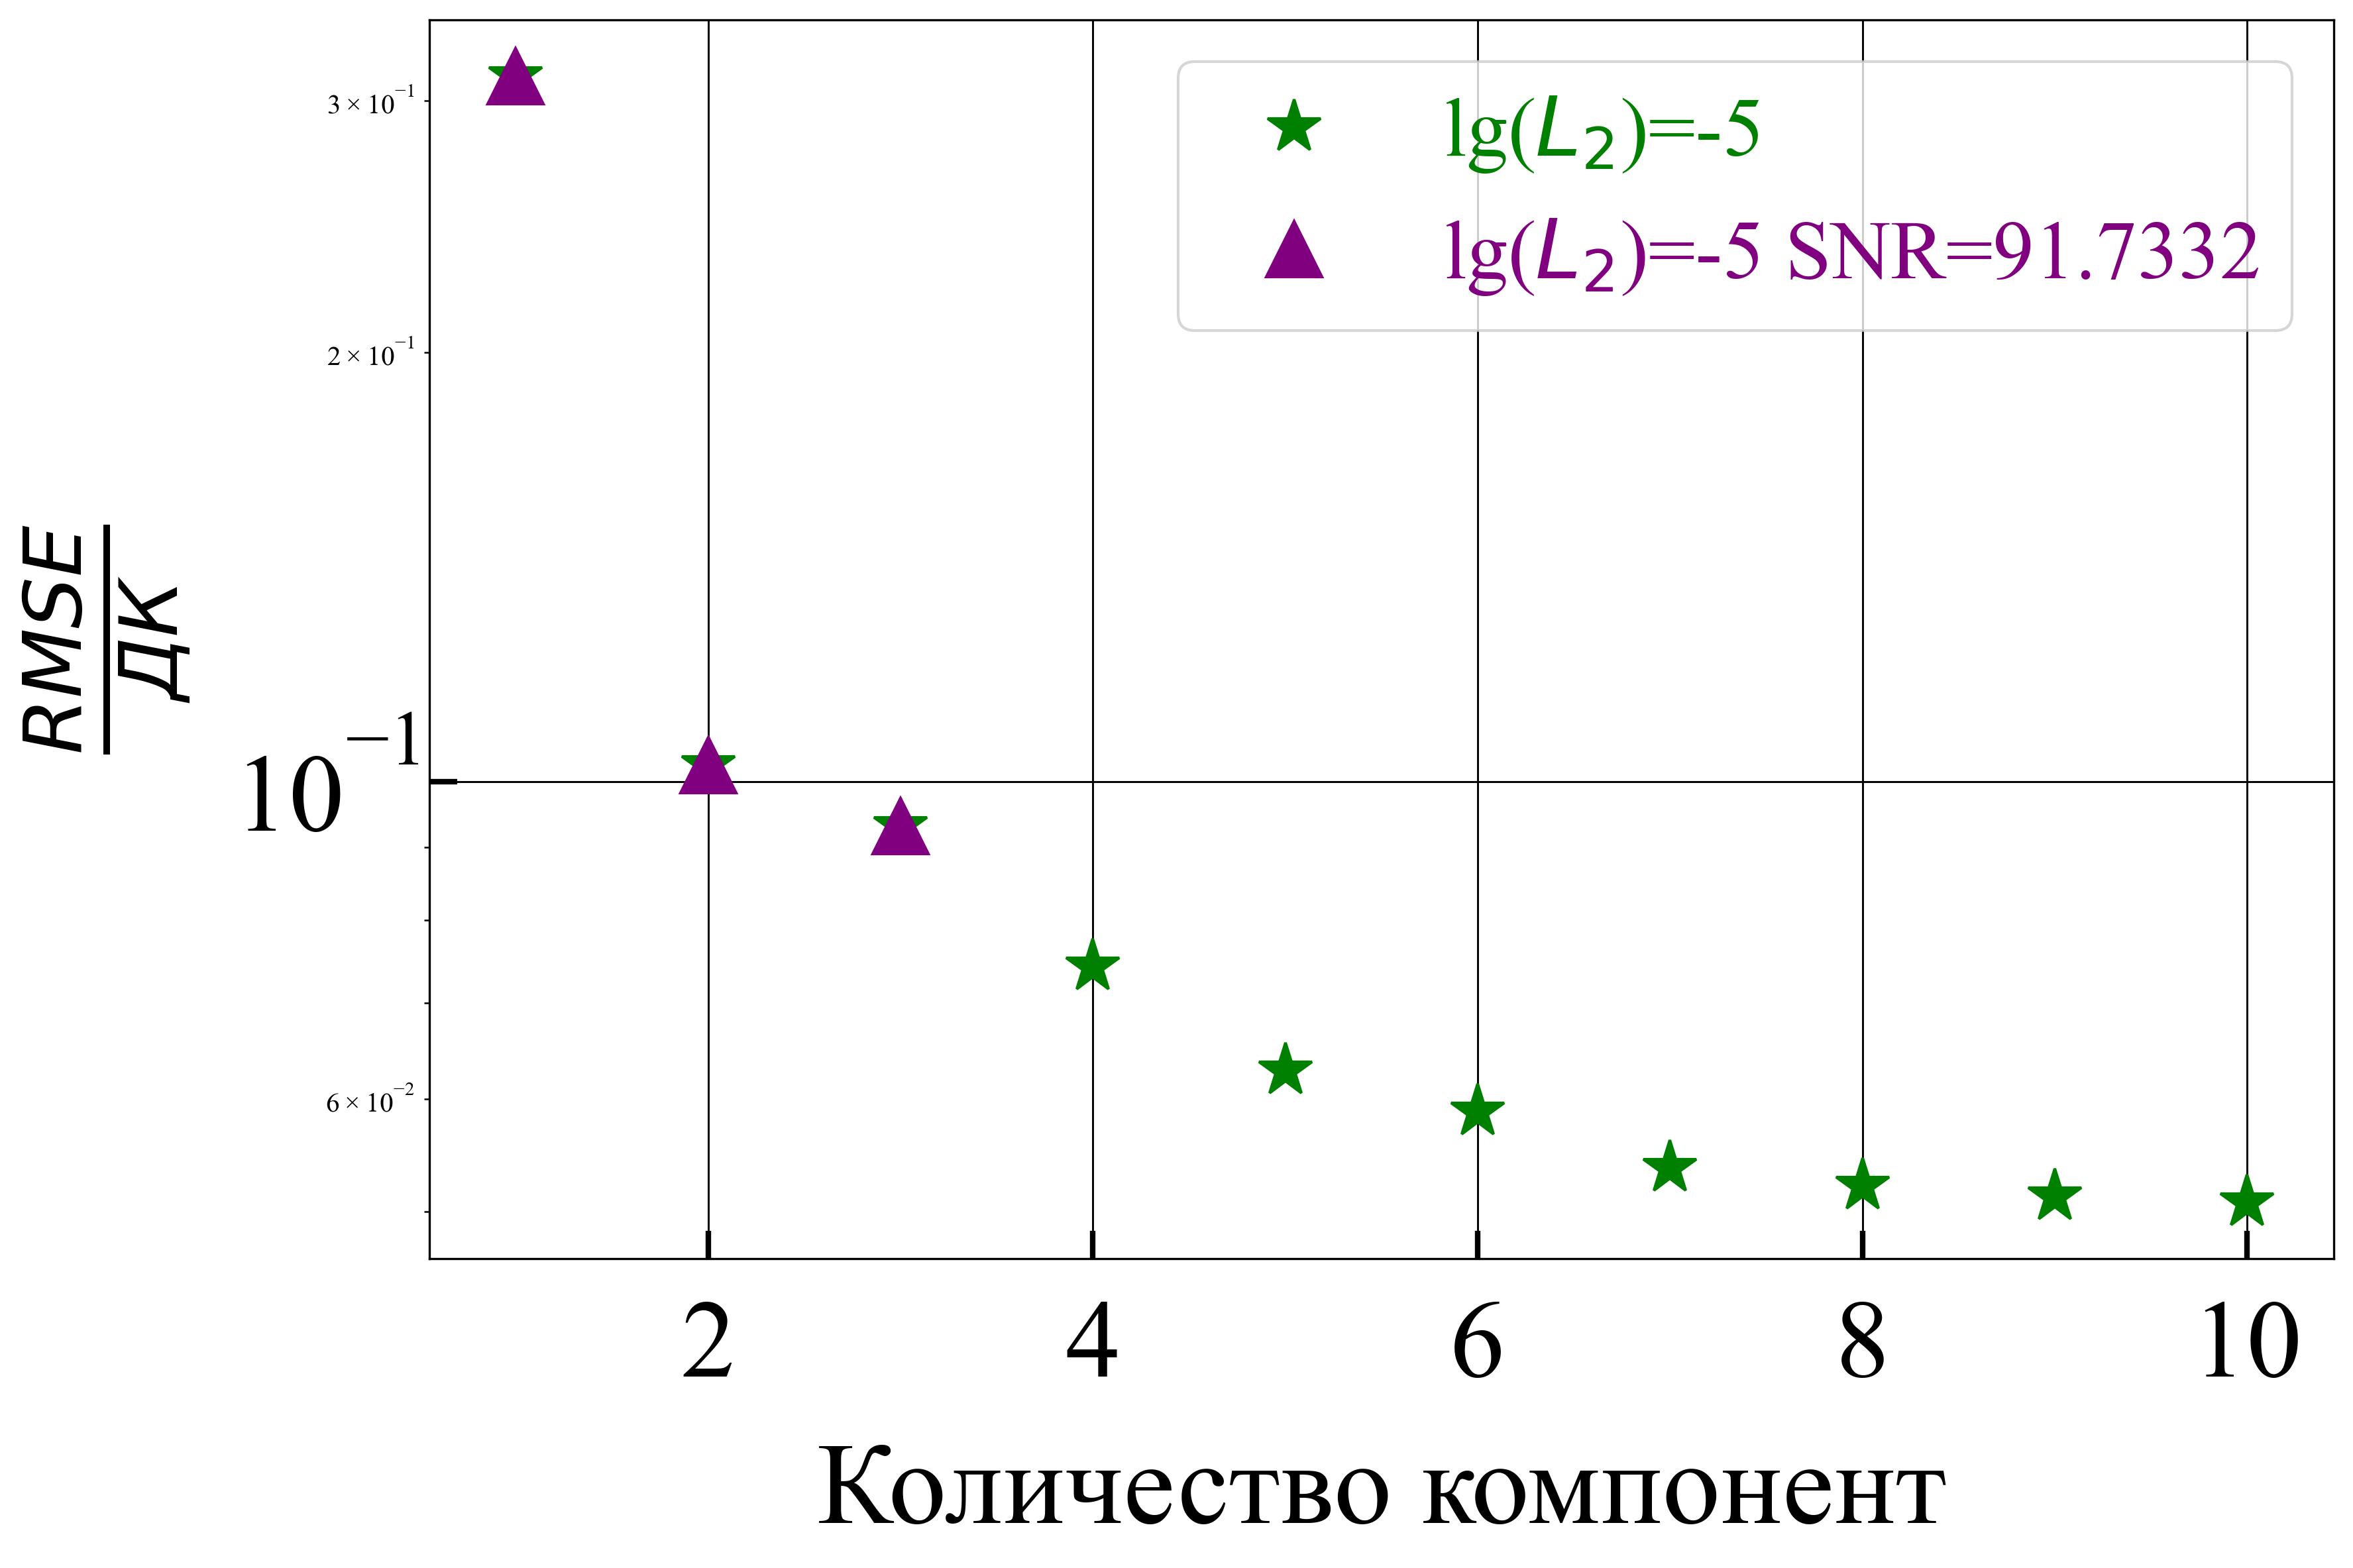 lg(L₂)=-5
lg(L₂)=-5 SNR=91.7332
3 × 10⁻¹
2 × 10⁻¹
10⁻¹
6 × 10⁻²
RMSE
ДК
2 4 6 8 10
Количество компонент